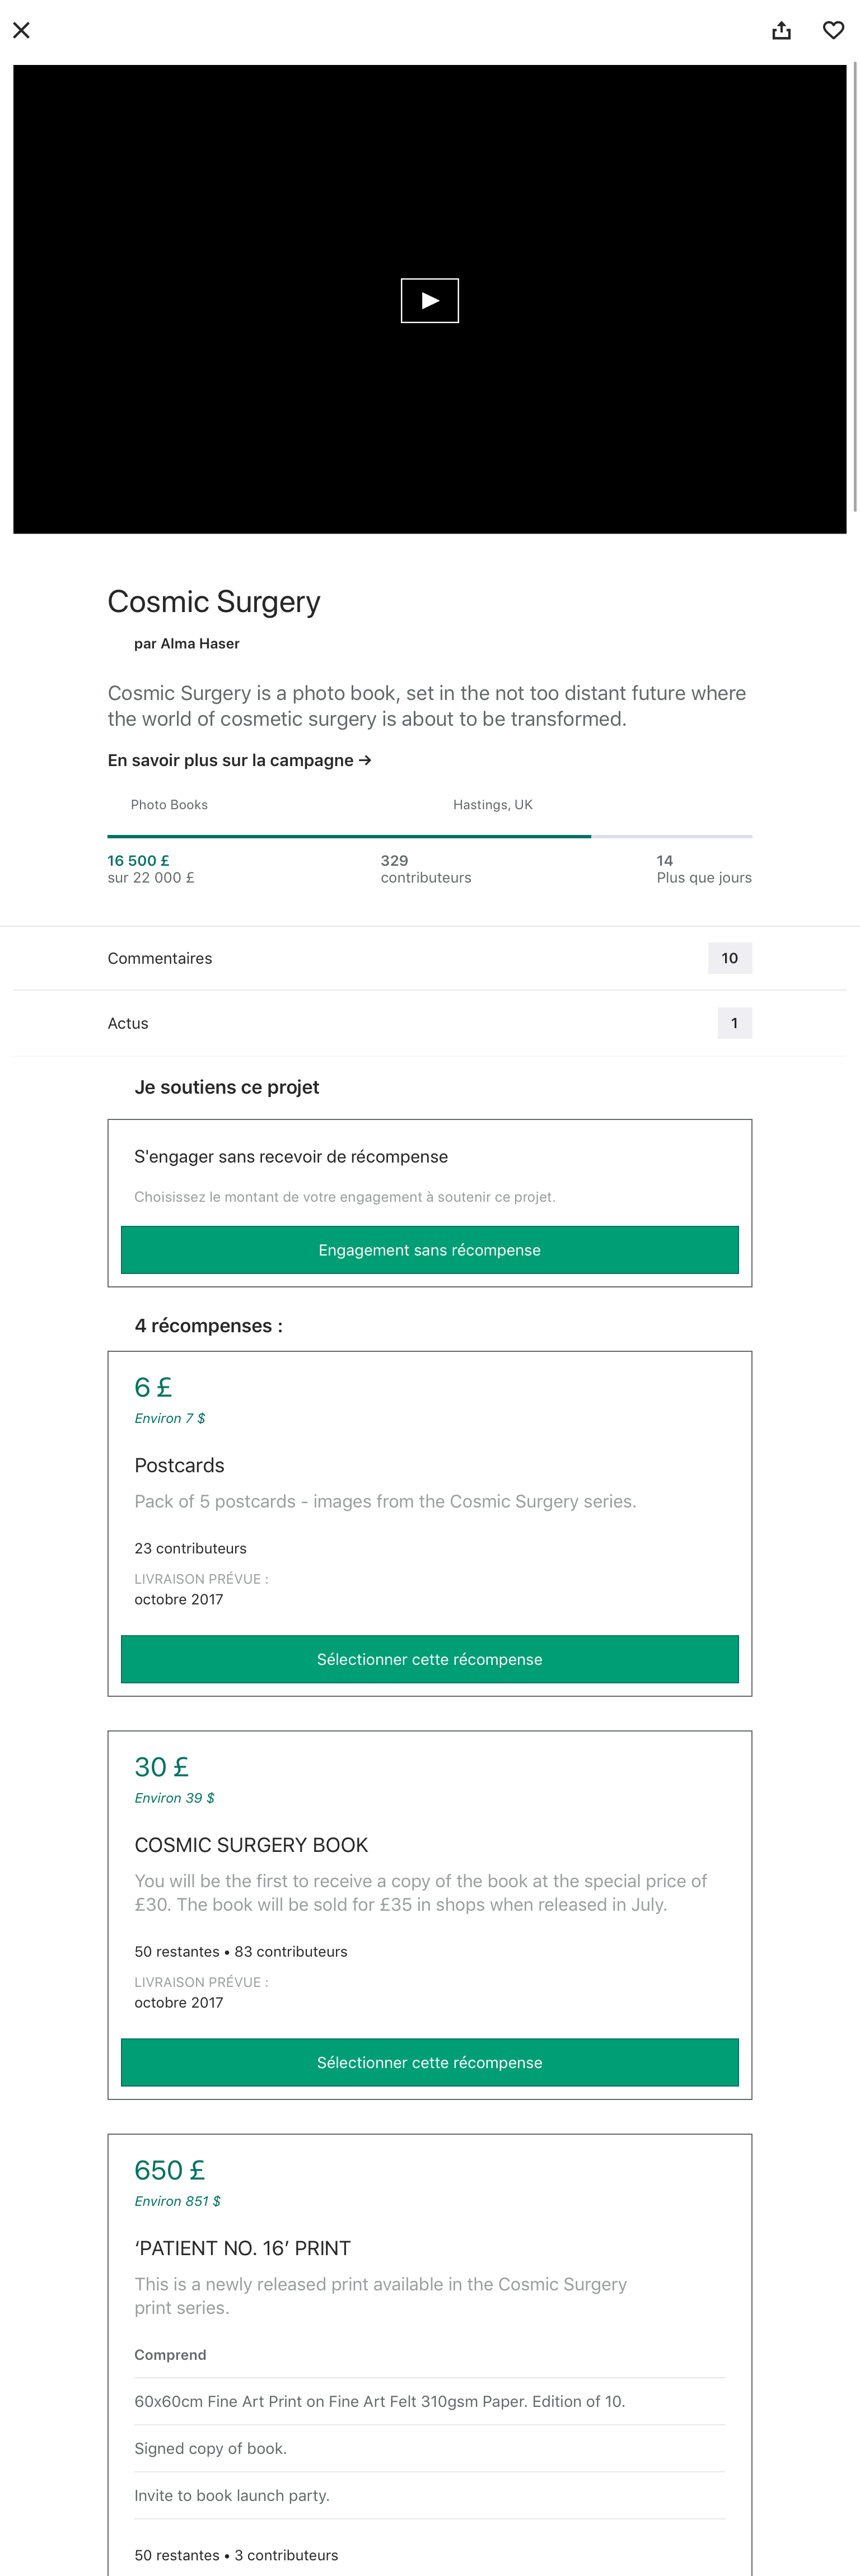 Cosmic Surgery
par Alma Haser
Cosmic Surgery is a photo book, set in the not too distant future where
the world of cosmetic surgery is about to be transformed.
En savoir plus sur la campagne →
Photo Books
Hastings, UK
16 500 £
sur 22 000 £
329
contributeurs
14
Plus que jours
Commentaires
10
Actus
1
Je soutiens ce projet
S'engager sans recevoir de récompense
Choisissez le montant de votre engagement à soutenir ce projet.
Engagement sans récompense
4 récompenses :
6 £
Environ 7 $
Postcards
Pack of 5 postcards - images from the Cosmic Surgery series.
23 contributeurs
LIVRAISON PRÉVUE :
octobre 2017
Sélectionner cette récompense
30 £
Environ 39 $
COSMIC SURGERY BOOK
You will be the first to receive a copy of the book at the special price of
£30. The book will be sold for £35 in shops when released in July.
50 restantes • 83 contributeurs
LIVRAISON PRÉVUE :
octobre 2017
Sélectionner cette récompense
650 £
Environ 851 $
‘PATIENT NO. 16’ PRINT
This is a newly released print available in the Cosmic Surgery
print series.
Comprend
60x60cm Fine Art Print on Fine Art Felt 310gsm Paper. Edition of 10.
Signed copy of book.
Invite to book launch party.
50 restantes • 3 contributeurs